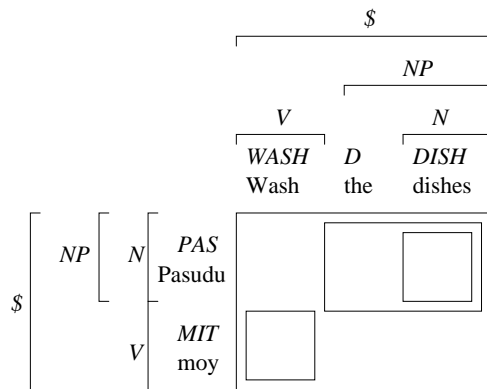 $
NP
V N
WASH D DISH
Wash the dishes
NP N PAS
Pasudu
$
V MIT
moy